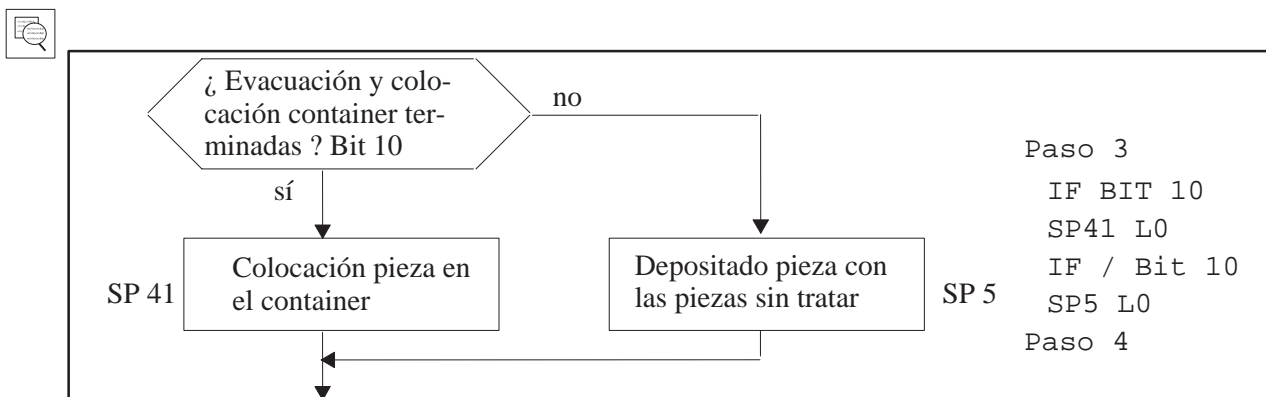 ¿ Evacuación y colo-
cación container ter-
minadas ? Bit 10
no
sí
SP 41
Colocación pieza en
el container
Depositado pieza con
las piezas sin tratar
SP 5
Paso 3
IF BIT 10
SP41 L0
IF / Bit 10
SP5 L0
Paso 4